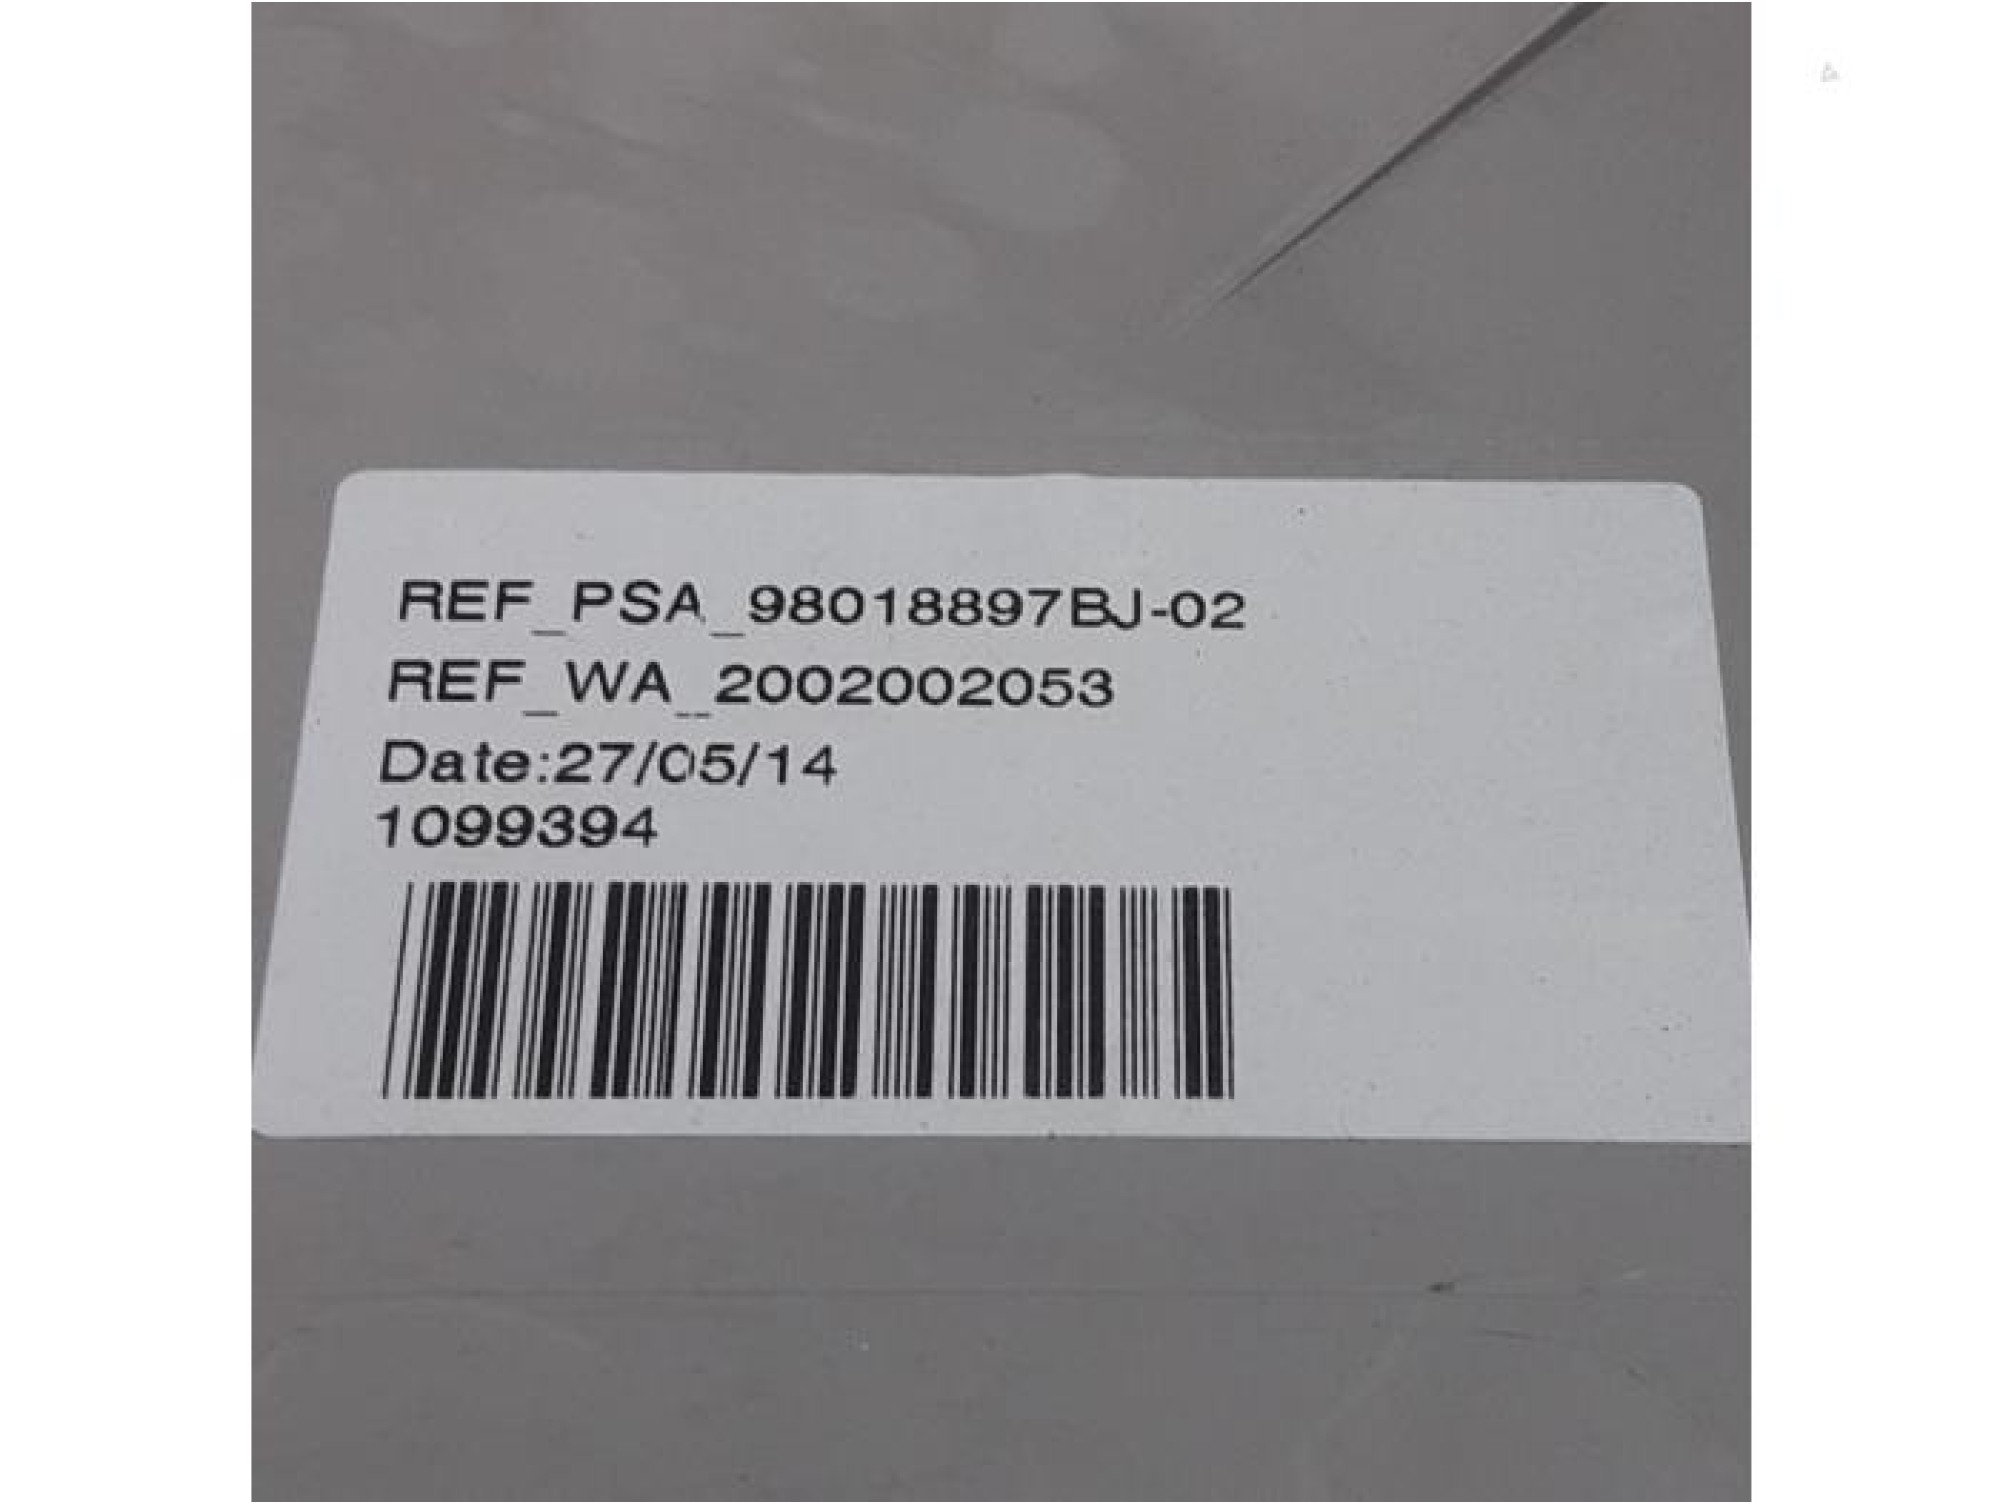 REF_PSA_98018897BJ-02
REF_WA_2002002053
Date:27/05/14
1099394